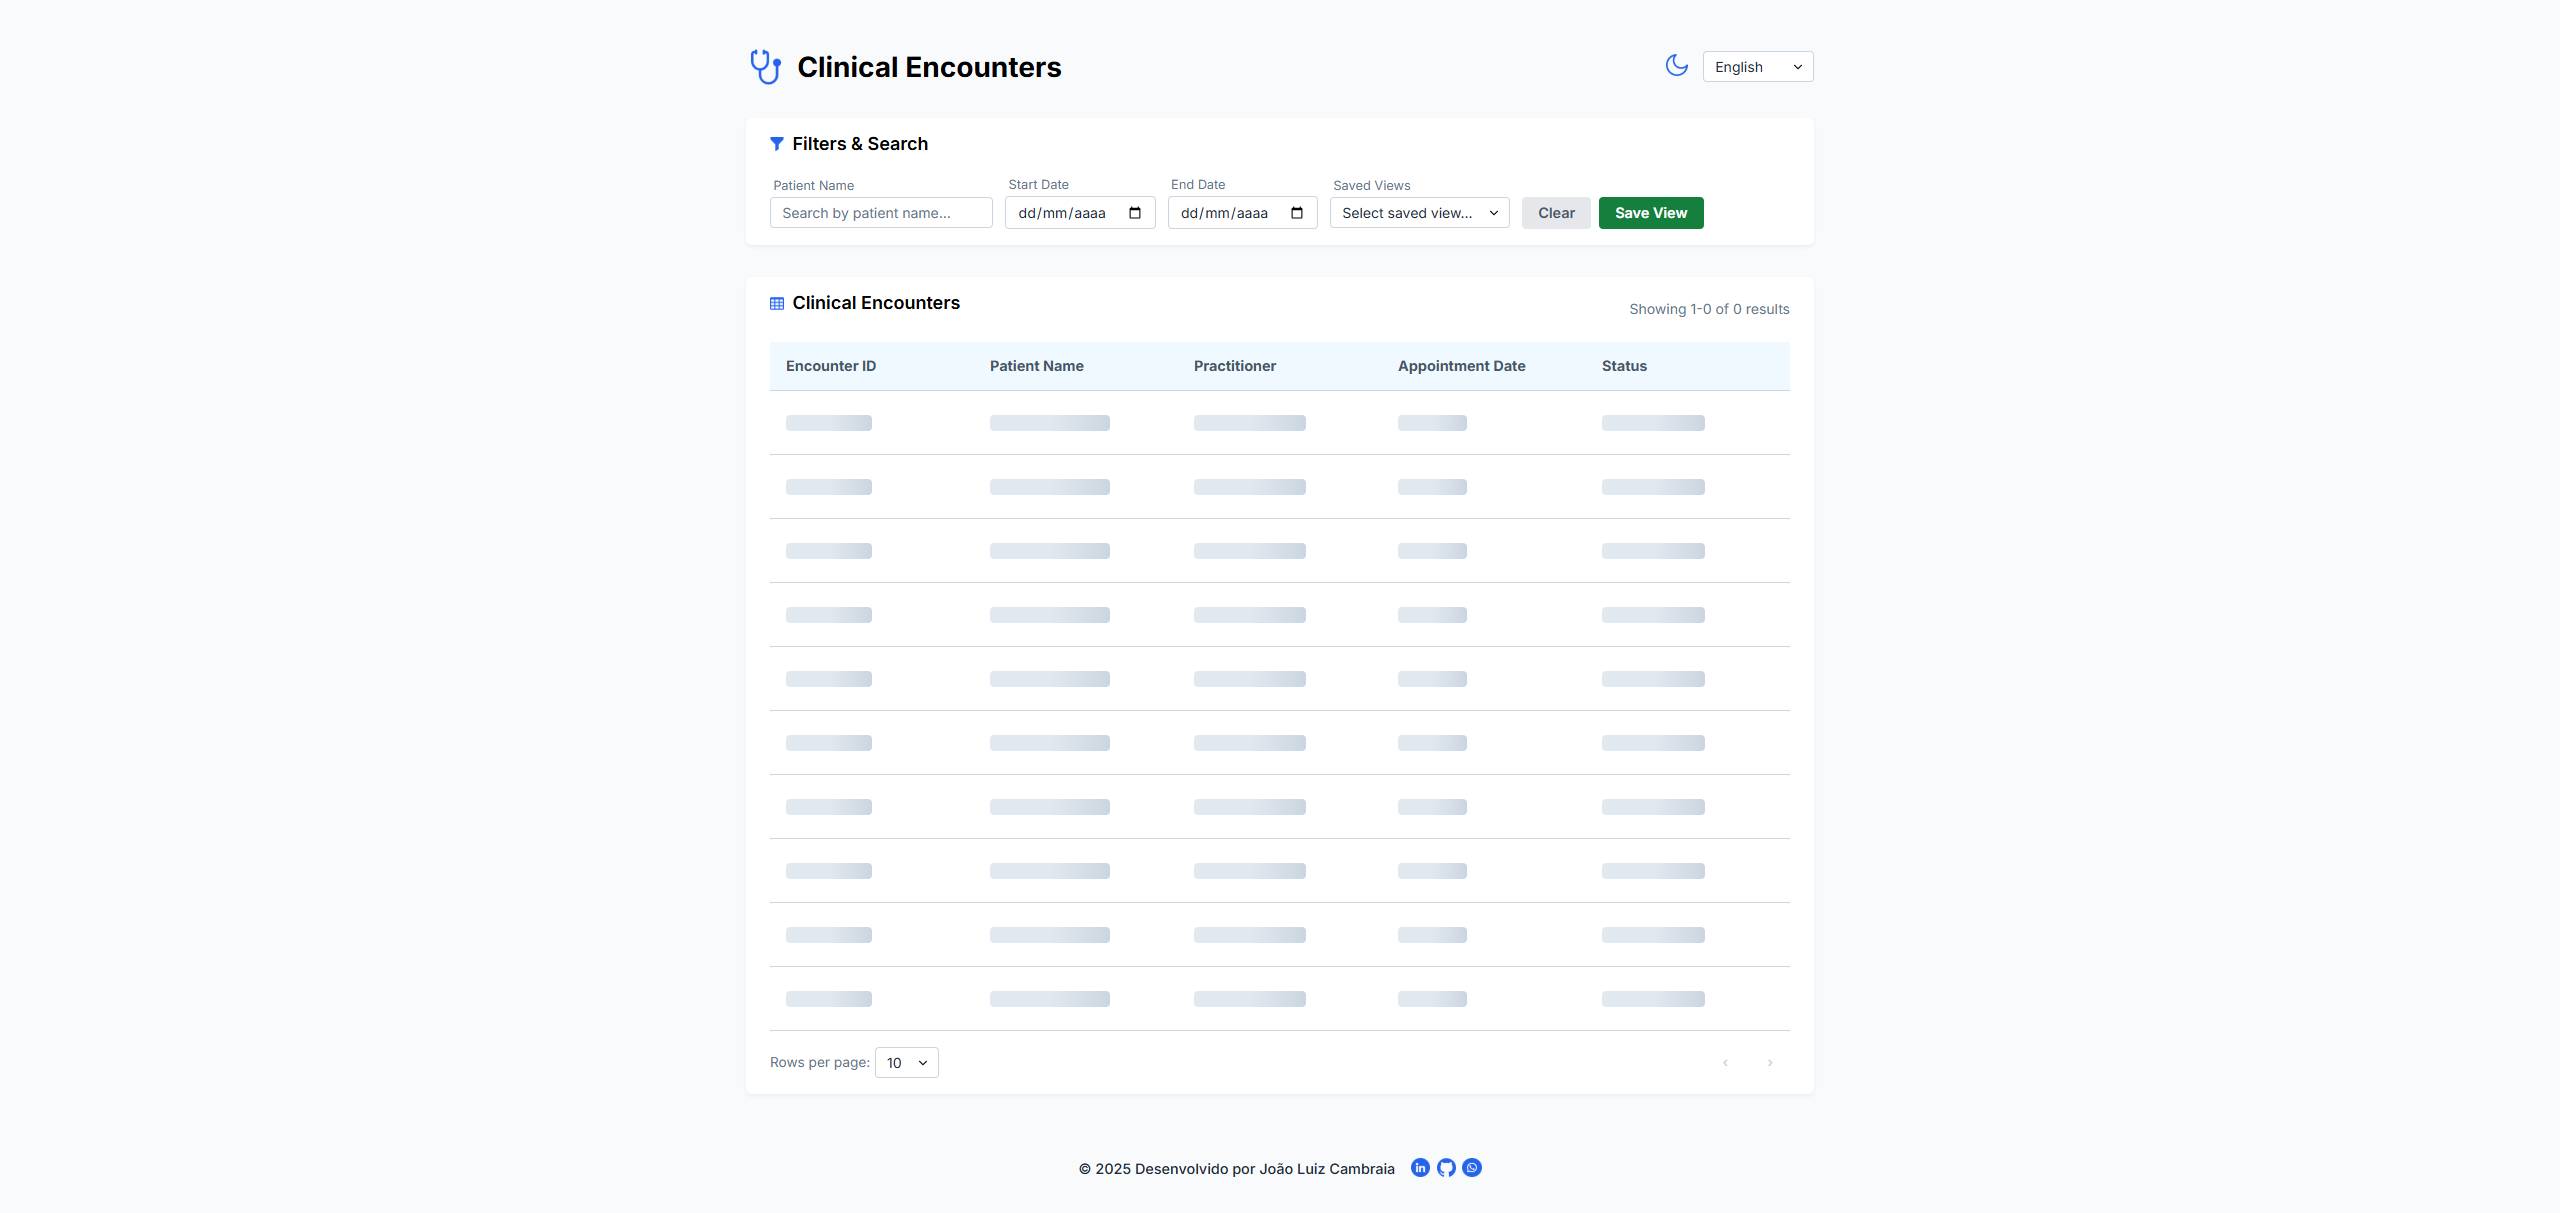 Clinical Encounters
English
Filters & Search
Patient Name
Start Date
End Date
Saved Views
Search by patient name...
dd/mm/aaaa
dd/mm/aaaa
Select saved view...
Clear
Save View
Clinical Encounters
Showing 1-0 of 0 results
Encounter ID
Patient Name
Practitioner
Appointment Date
Status
Rows per page:
10
‹
›
© 2025 Desenvolvido por João Luiz Cambraia
in